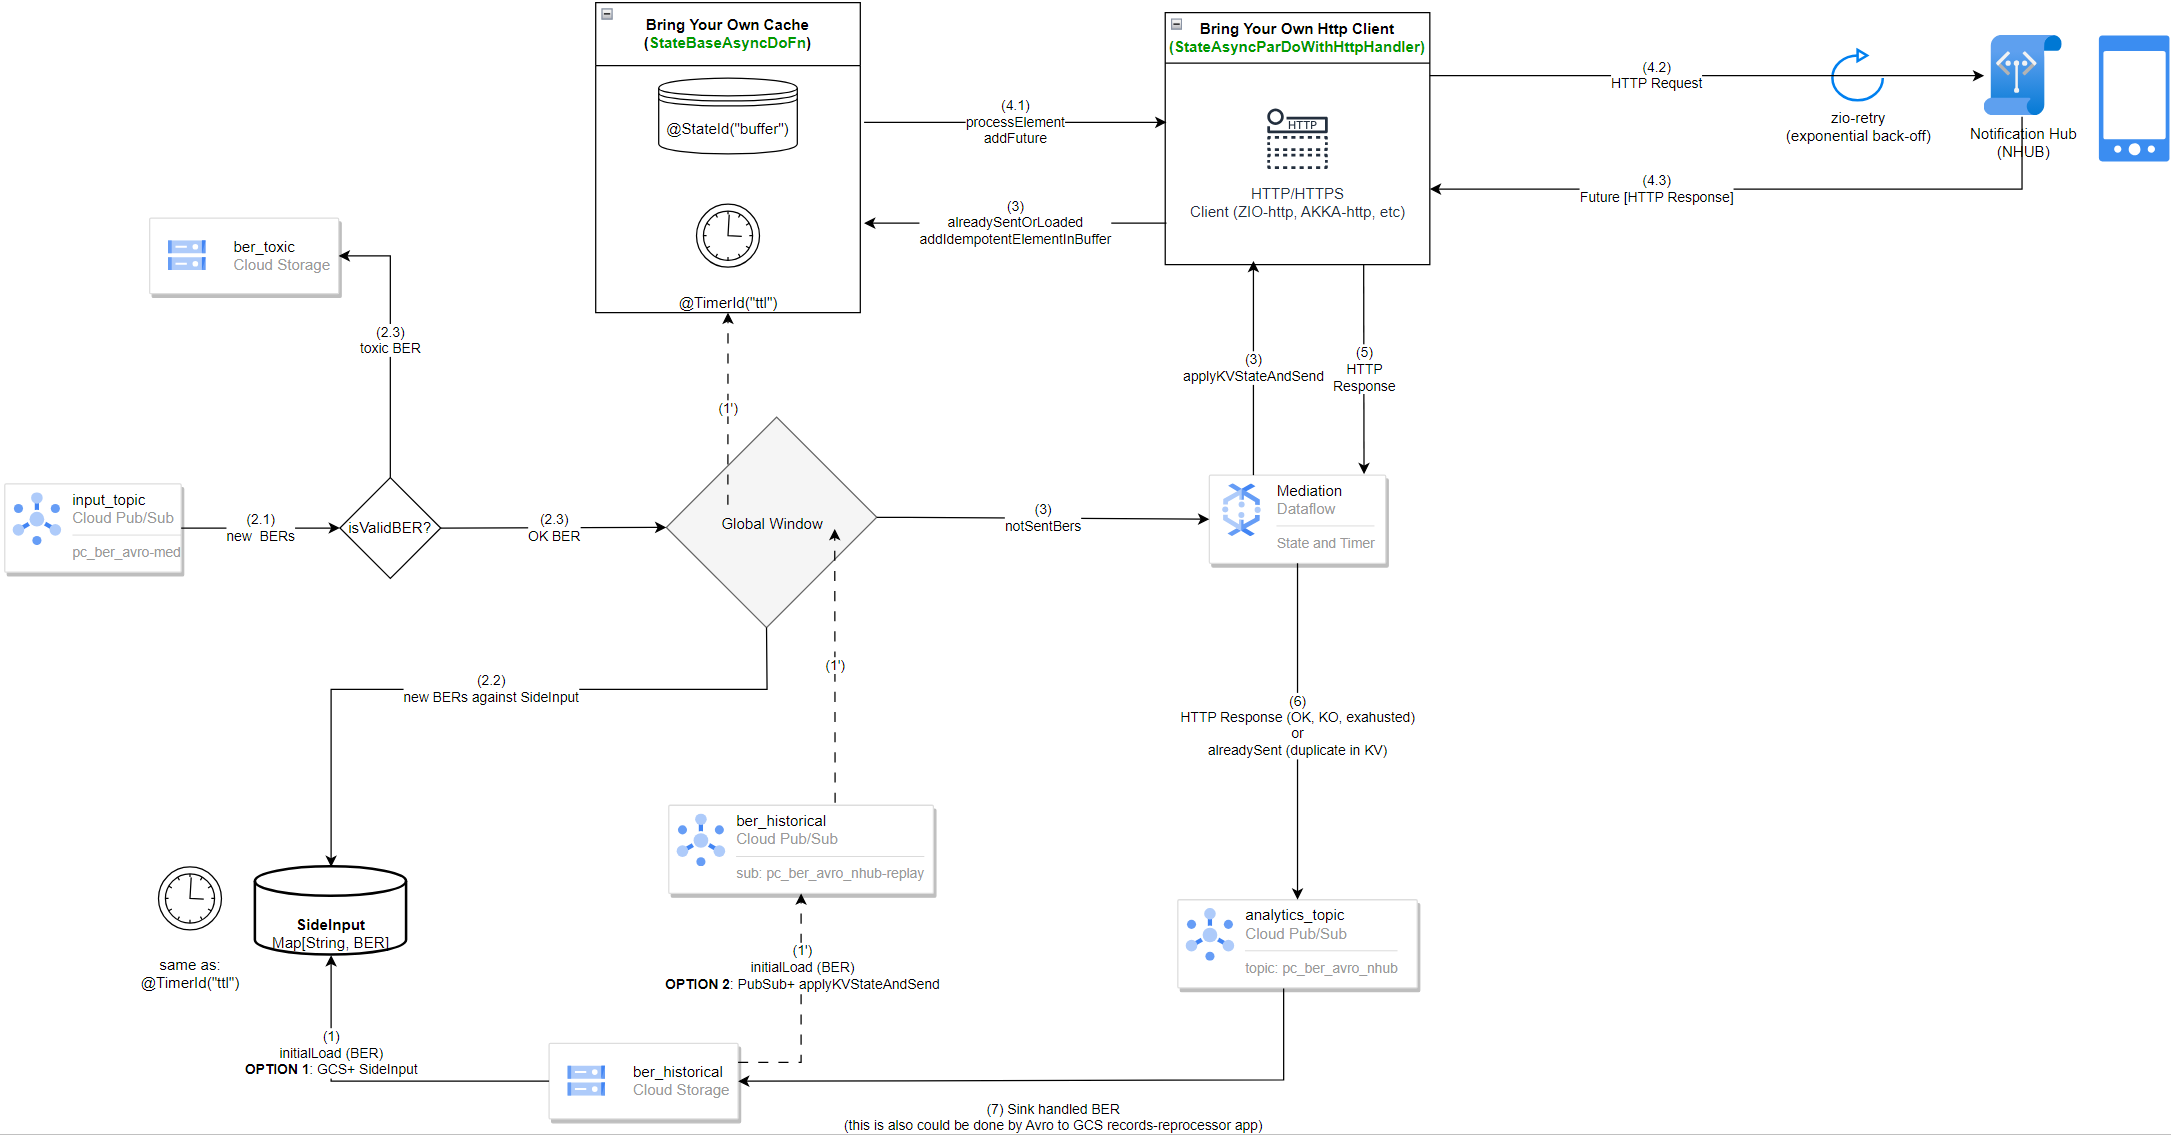 Bring Your Own Cache
(StateBaseAsyncDoFn)
@StateId("buffer")
@TimerId("ttl")
(4.1)
processElement
addFuture
(3)
alreadySentOrLoaded
addIdempotentElementInBuffer
Bring Your Own Http Client
(StateAsyncParDoWithHttpHandler)
HTTP
HTTP/HTTPS
Client (ZIO-http, AKKA-http, etc)
(4.2)
HTTP Request
zio-retry
(exponential back-off)
Notification Hub
(NHUB)
(4.3)
Future [HTTP Response]
ber_toxic
Cloud Storage
(2.3)
toxic BER
(1')
(3)
applyKVStateAndSend
(5)
HTTP
Response
input_topic
Cloud Pub/Sub
pc_ber_avro-med
(2.1)
new  BERs
isValidBER?
(2.3)
OK BER
Global Window
(3)
notSentBers
Mediation
Dataflow
State and Timer
(2.2)
new BERs against SideInput
(1')
(6)
HTTP Response (OK, KO, exahusted)
or
alreadySent (duplicate in KV)
ber_historical
Cloud Pub/Sub
sub: pc_ber_avro_nhub-replay
SideInput
Map[String, BER]
same as:
@TimerId("ttl")
(1')
initialLoad (BER)
OPTION 2: PubSub+ applyKVStateAndSend
analytics_topic
Cloud Pub/Sub
topic: pc_ber_avro_nhub
(1)
initialLoad (BER)
OPTION 1: GCS+ SideInput
ber_historical
Cloud Storage
(7) Sink handled BER
(this is also could be done by Avro to GCS records-reprocessor app)